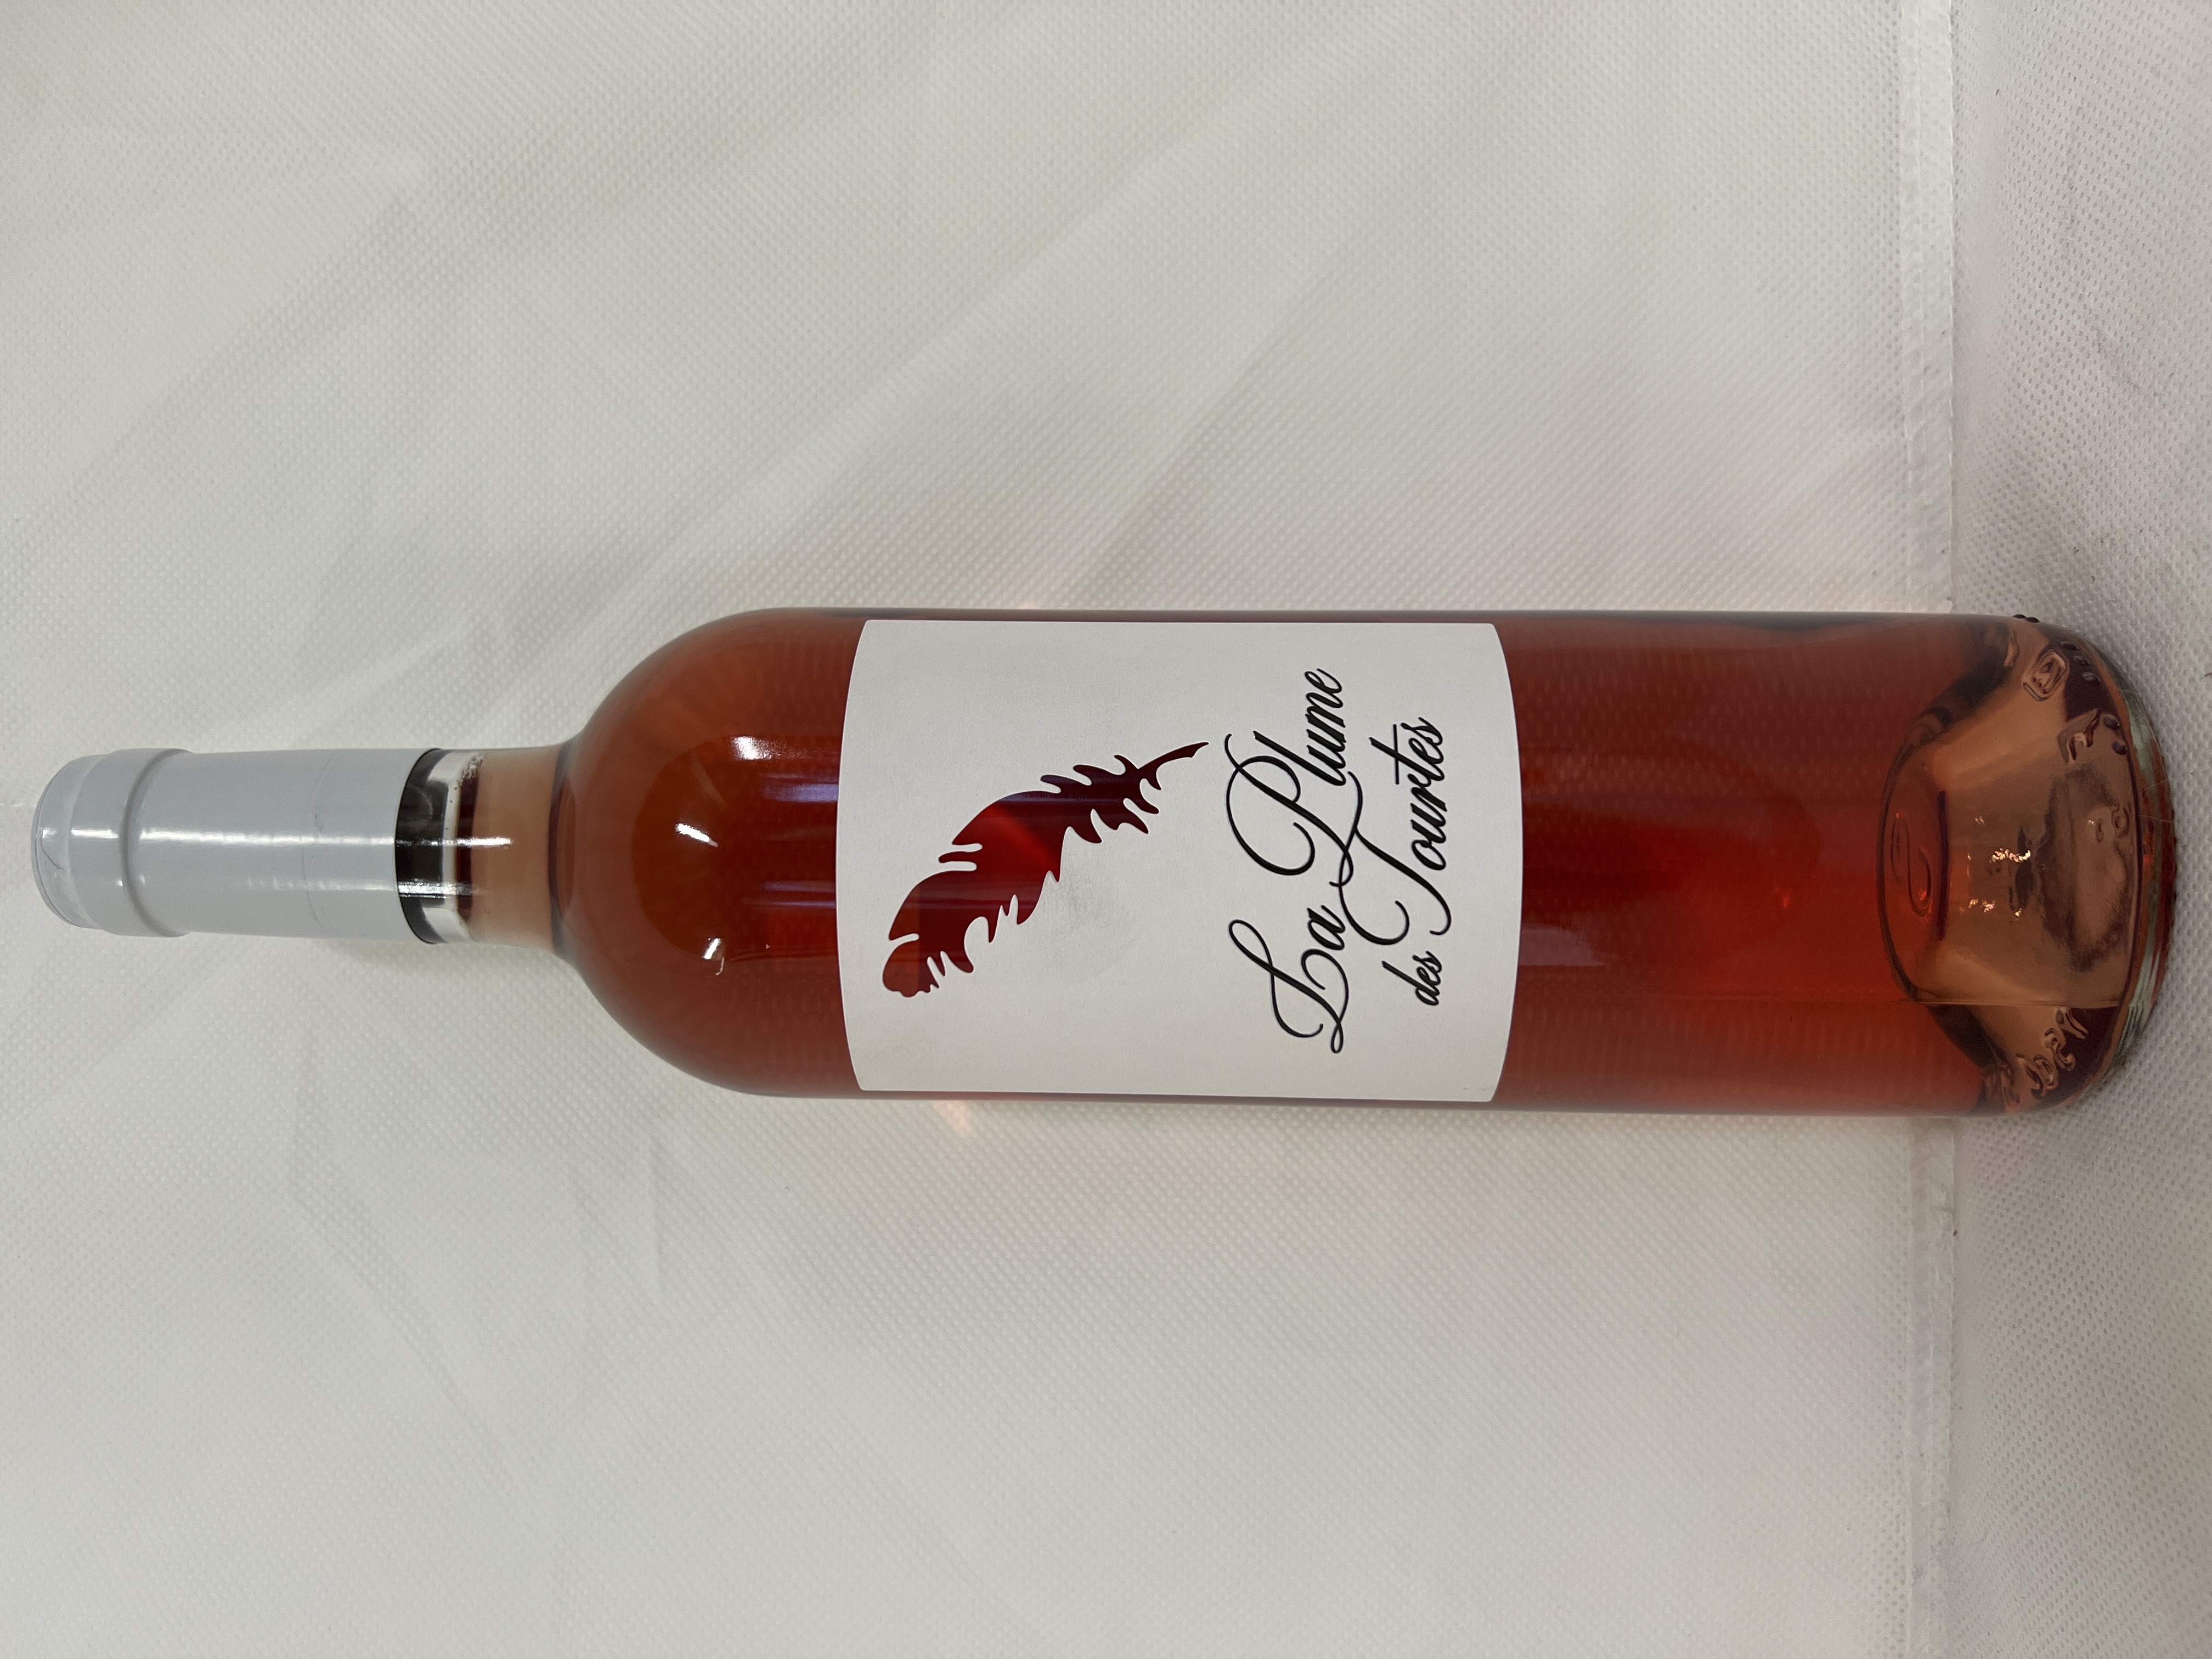 La Plume
des Tourtes